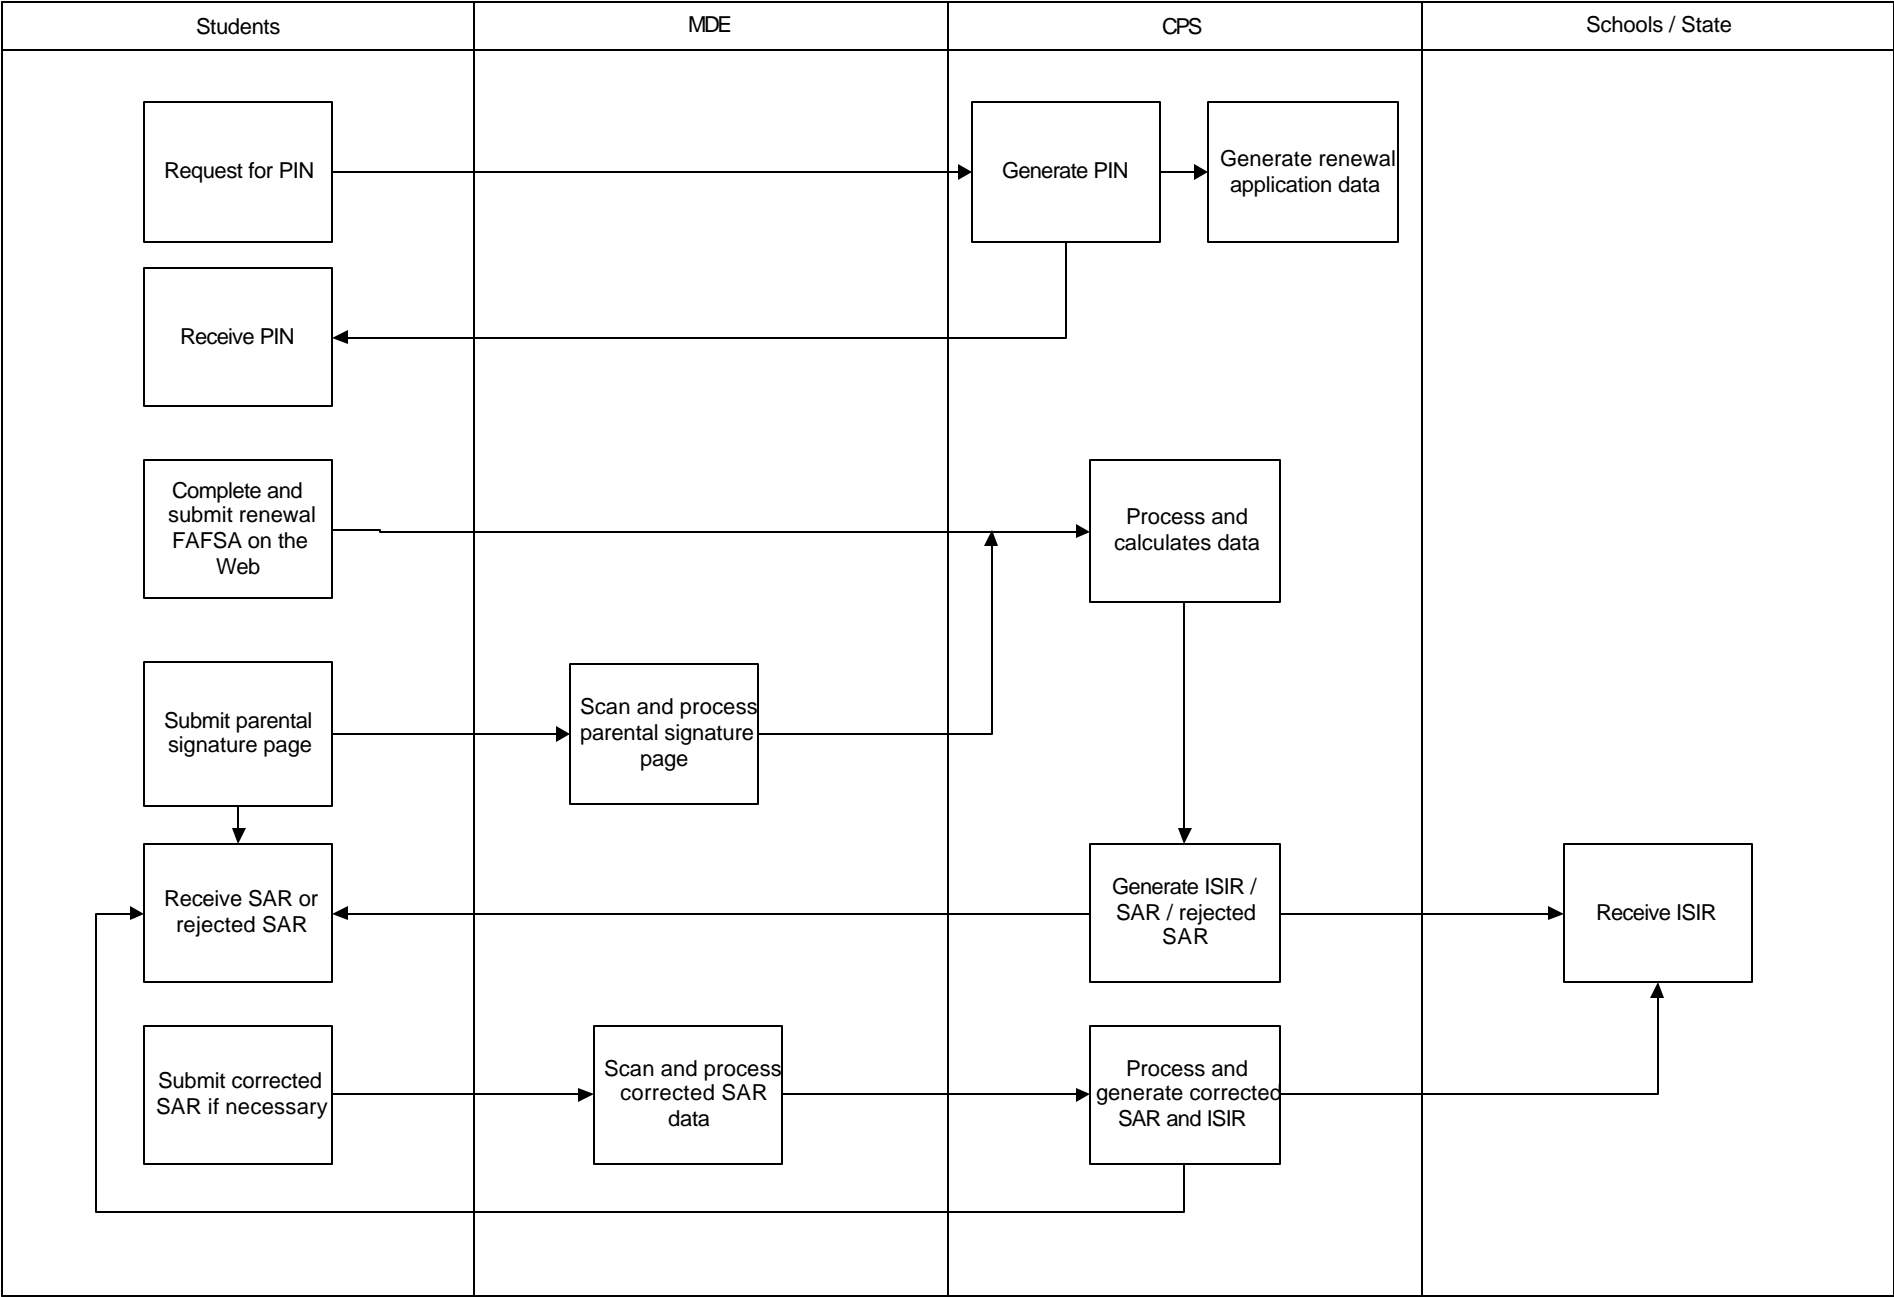 Students
MDE
CPS
Schools / State
Request for PIN
Generate PIN
Generate renewal
application data
Receive PIN
Complete and
submit renewal
FAFSA on the
Web
Process and
calculates data
Submit parental
signature page
Scan and process
parental signature
page
Receive SAR or
rejected SAR
Generate ISIR /
SAR / rejected
SAR
Receive ISIR
Submit corrected
SAR if necessary
Scan and process
corrected SAR
data
Process and
generate corrected
SAR and ISIR